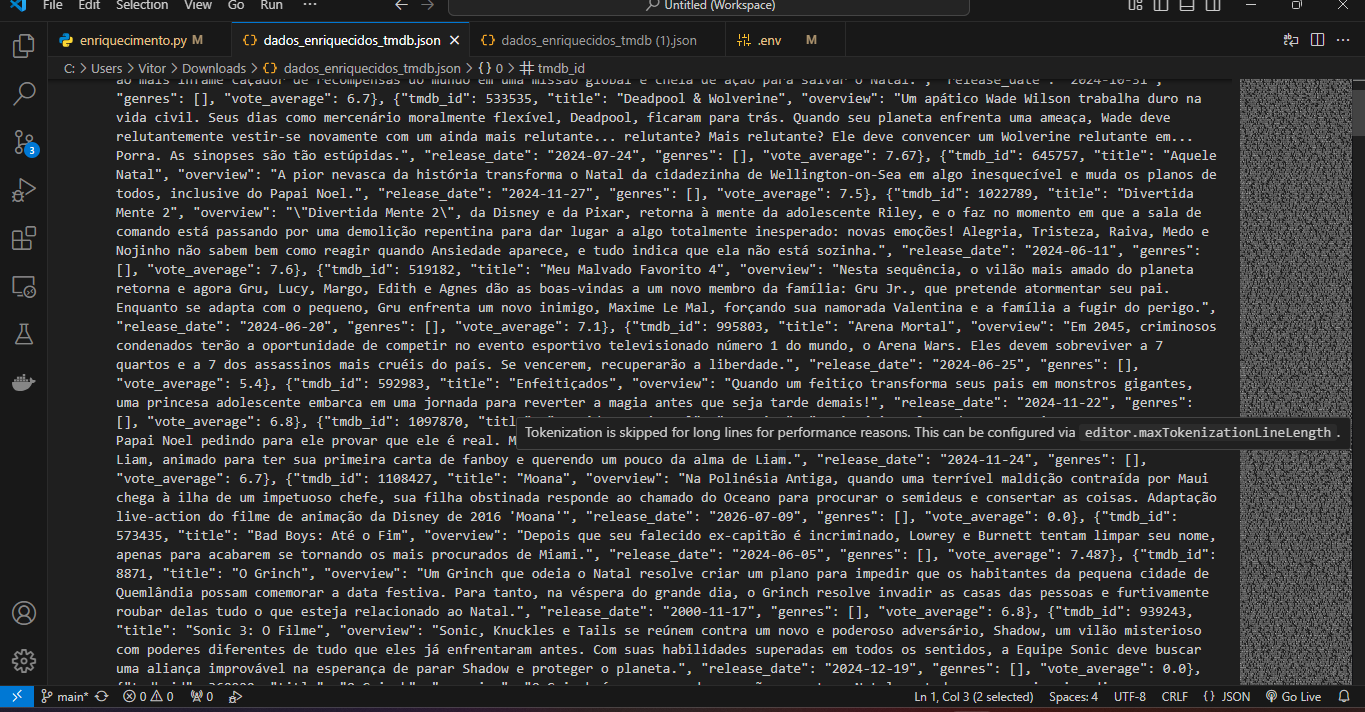 File Edit Selection View Go Run ··· ← → Untitled (Workspace)
enriquecimento.py M {} dados_enriquecidos_tmdb.json × {} dados_enriquecidos_tmdb (1).json .env M ···
C: > Users > Vitor > Downloads > {} dados_enriquecidos_tmdb.json > {} 0 > # tmdb_id
ao mais infame caçador de recompensas do mundo em uma missão global e cheia de ação para salvar o Natal.", "release_date": "2024-10-31",
"genres": [], "vote_average": 6.7}, {"tmdb_id": 533535, "title": "Deadpool & Wolverine", "overview": "Um apático Wade Wilson trabalha duro na
vida civil. Seus dias como mercenário moralmente flexível, Deadpool, ficaram para trás. Quando seu planeta enfrenta uma ameaça, Wade deve
relutantemente vestir-se novamente com um ainda mais relutante... relutante? Mais relutante? Ele deve convencer um Wolverine relutante em...
Porra. As sinopses são tão estúpidas.", "release_date": "2024-07-24", "genres": [], "vote_average": 7.67}, {"tmdb_id": 645757, "title": "Aquele
Natal", "overview": "A pior nevasca da história transforma o Natal da cidadezinha de Wellington-on-Sea em algo inesquecível e muda os planos de
todos, inclusive do Papai Noel.", "release_date": "2024-11-27", "genres": [], "vote_average": 7.5}, {"tmdb_id": 1022789, "title": "Divertida
Mente 2", "overview": "\"Divertida Mente 2\", da Disney e da Pixar, retorna à mente da adolescente Riley, e o faz no momento em que a sala de
comando está passando por uma demolição repentina para dar lugar a algo totalmente inesperado: novas emoções! Alegria, Tristeza, Raiva, Medo e
Nojinho não sabem bem como reagir quando Ansiedade aparece, e tudo indica que ela não está sozinha.", "release_date": "2024-06-11", "genres":
[], "vote_average": 7.6}, {"tmdb_id": 519182, "title": "Meu Malvado Favorito 4", "overview": "Nesta sequência, o vilão mais amado do planeta
retorna e agora Gru, Lucy, Margo, Edith e Agnes dão as boas-vindas a um novo membro da família: Gru Jr., que pretende atormentar seu pai.
Enquanto se adapta com o pequeno, Gru enfrenta um novo inimigo, Maxime Le Mal, forçando sua namorada Valentina e a família a fugir do perigo.",
"release_date": "2024-06-20", "genres": [], "vote_average": 7.1}, {"tmdb_id": 995803, "title": "Arena Mortal", "overview": "Em 2045, criminosos
condenados terão a oportunidade de competir no evento esportivo televisionado número 1 do mundo, o Arena Wars. Eles devem sobreviver a 7
quartos e a 7 dos assassinos mais cruéis do país. Se vencerem, recuperarão a liberdade.", "release_date": "2024-06-25", "genres": [],
"vote_average": 5.4}, {"tmdb_id": 592983, "title": "Enfeitiçados", "overview": "Quando um feitiço transforma seus pais em monstros gigantes,
uma princesa adolescente embarca em uma jornada para reverter a magia antes que seja tarde demais!", "release_date": "2024-11-22", "genres":
[], "vote_average": 6.8}, {"tmdb_id": 1097870, "titl
Tokenization is skipped for long lines for performance reasons. This can be configured via editor.maxTokenizationLineLength.
Papai Noel pedindo para ele provar que ele é real. M
Liam, animado para ter sua primeira carta de fanboy e querendo um pouco da alma de Liam.", "release_date": "2024-11-24", "genres": [],
"vote_average": 6.7}, {"tmdb_id": 1108427, "title": "Moana", "overview": "Na Polinésia Antiga, quando uma terrível maldição contraída por Maui
chega à ilha de um impetuoso chefe, sua filha obstinada responde ao chamado do Oceano para procurar o semideus e consertar as coisas. Adaptação
live-action do filme de animação da Disney de 2016 'Moana'", "release_date": "2026-07-09", "genres": [], "vote_average": 0.0}, {"tmdb_id":
573435, "title": "Bad Boys: Até o Fim", "overview": "Depois que seu falecido ex-capitão é incriminado, Lowrey e Burnett tentam limpar seu nome,
apenas para acabarem se tornando os mais procurados de Miami.", "release_date": "2024-06-05", "genres": [], "vote_average": 7.487}, {"tmdb_id":
8871, "title": "O Grinch", "overview": "Um Grinch que odeia o Natal resolve criar um plano para impedir que os habitantes da pequena cidade de
Quemlândia possam comemorar a data festiva. Para tanto, na véspera do grande dia, o Grinch resolve invadir as casas das pessoas e furtivamente
roubar delas tudo o que esteja relacionado ao Natal.", "release_date": "2000-11-17", "genres": [], "vote_average": 6.8}, {"tmdb_id": 939243,
"title": "Sonic 3: O Filme", "overview": "Sonic, Knuckles e Tails se reúnem contra um novo e poderoso adversário, Shadow, um vilão misterioso
com poderes diferentes de tudo que eles já enfrentaram antes. Com suas habilidades superadas em todos os sentidos, a Equipe Sonic deve buscar
uma aliança improvável na esperança de parar Shadow e proteger o planeta.", "release_date": "2024-12-19", "genres": [], "vote_average": 0.0},
3
main* 0 0 0 Ln 1, Col 3 (2 selected) Spaces: 4 UTF-8 CRLF {} JSON Go Live